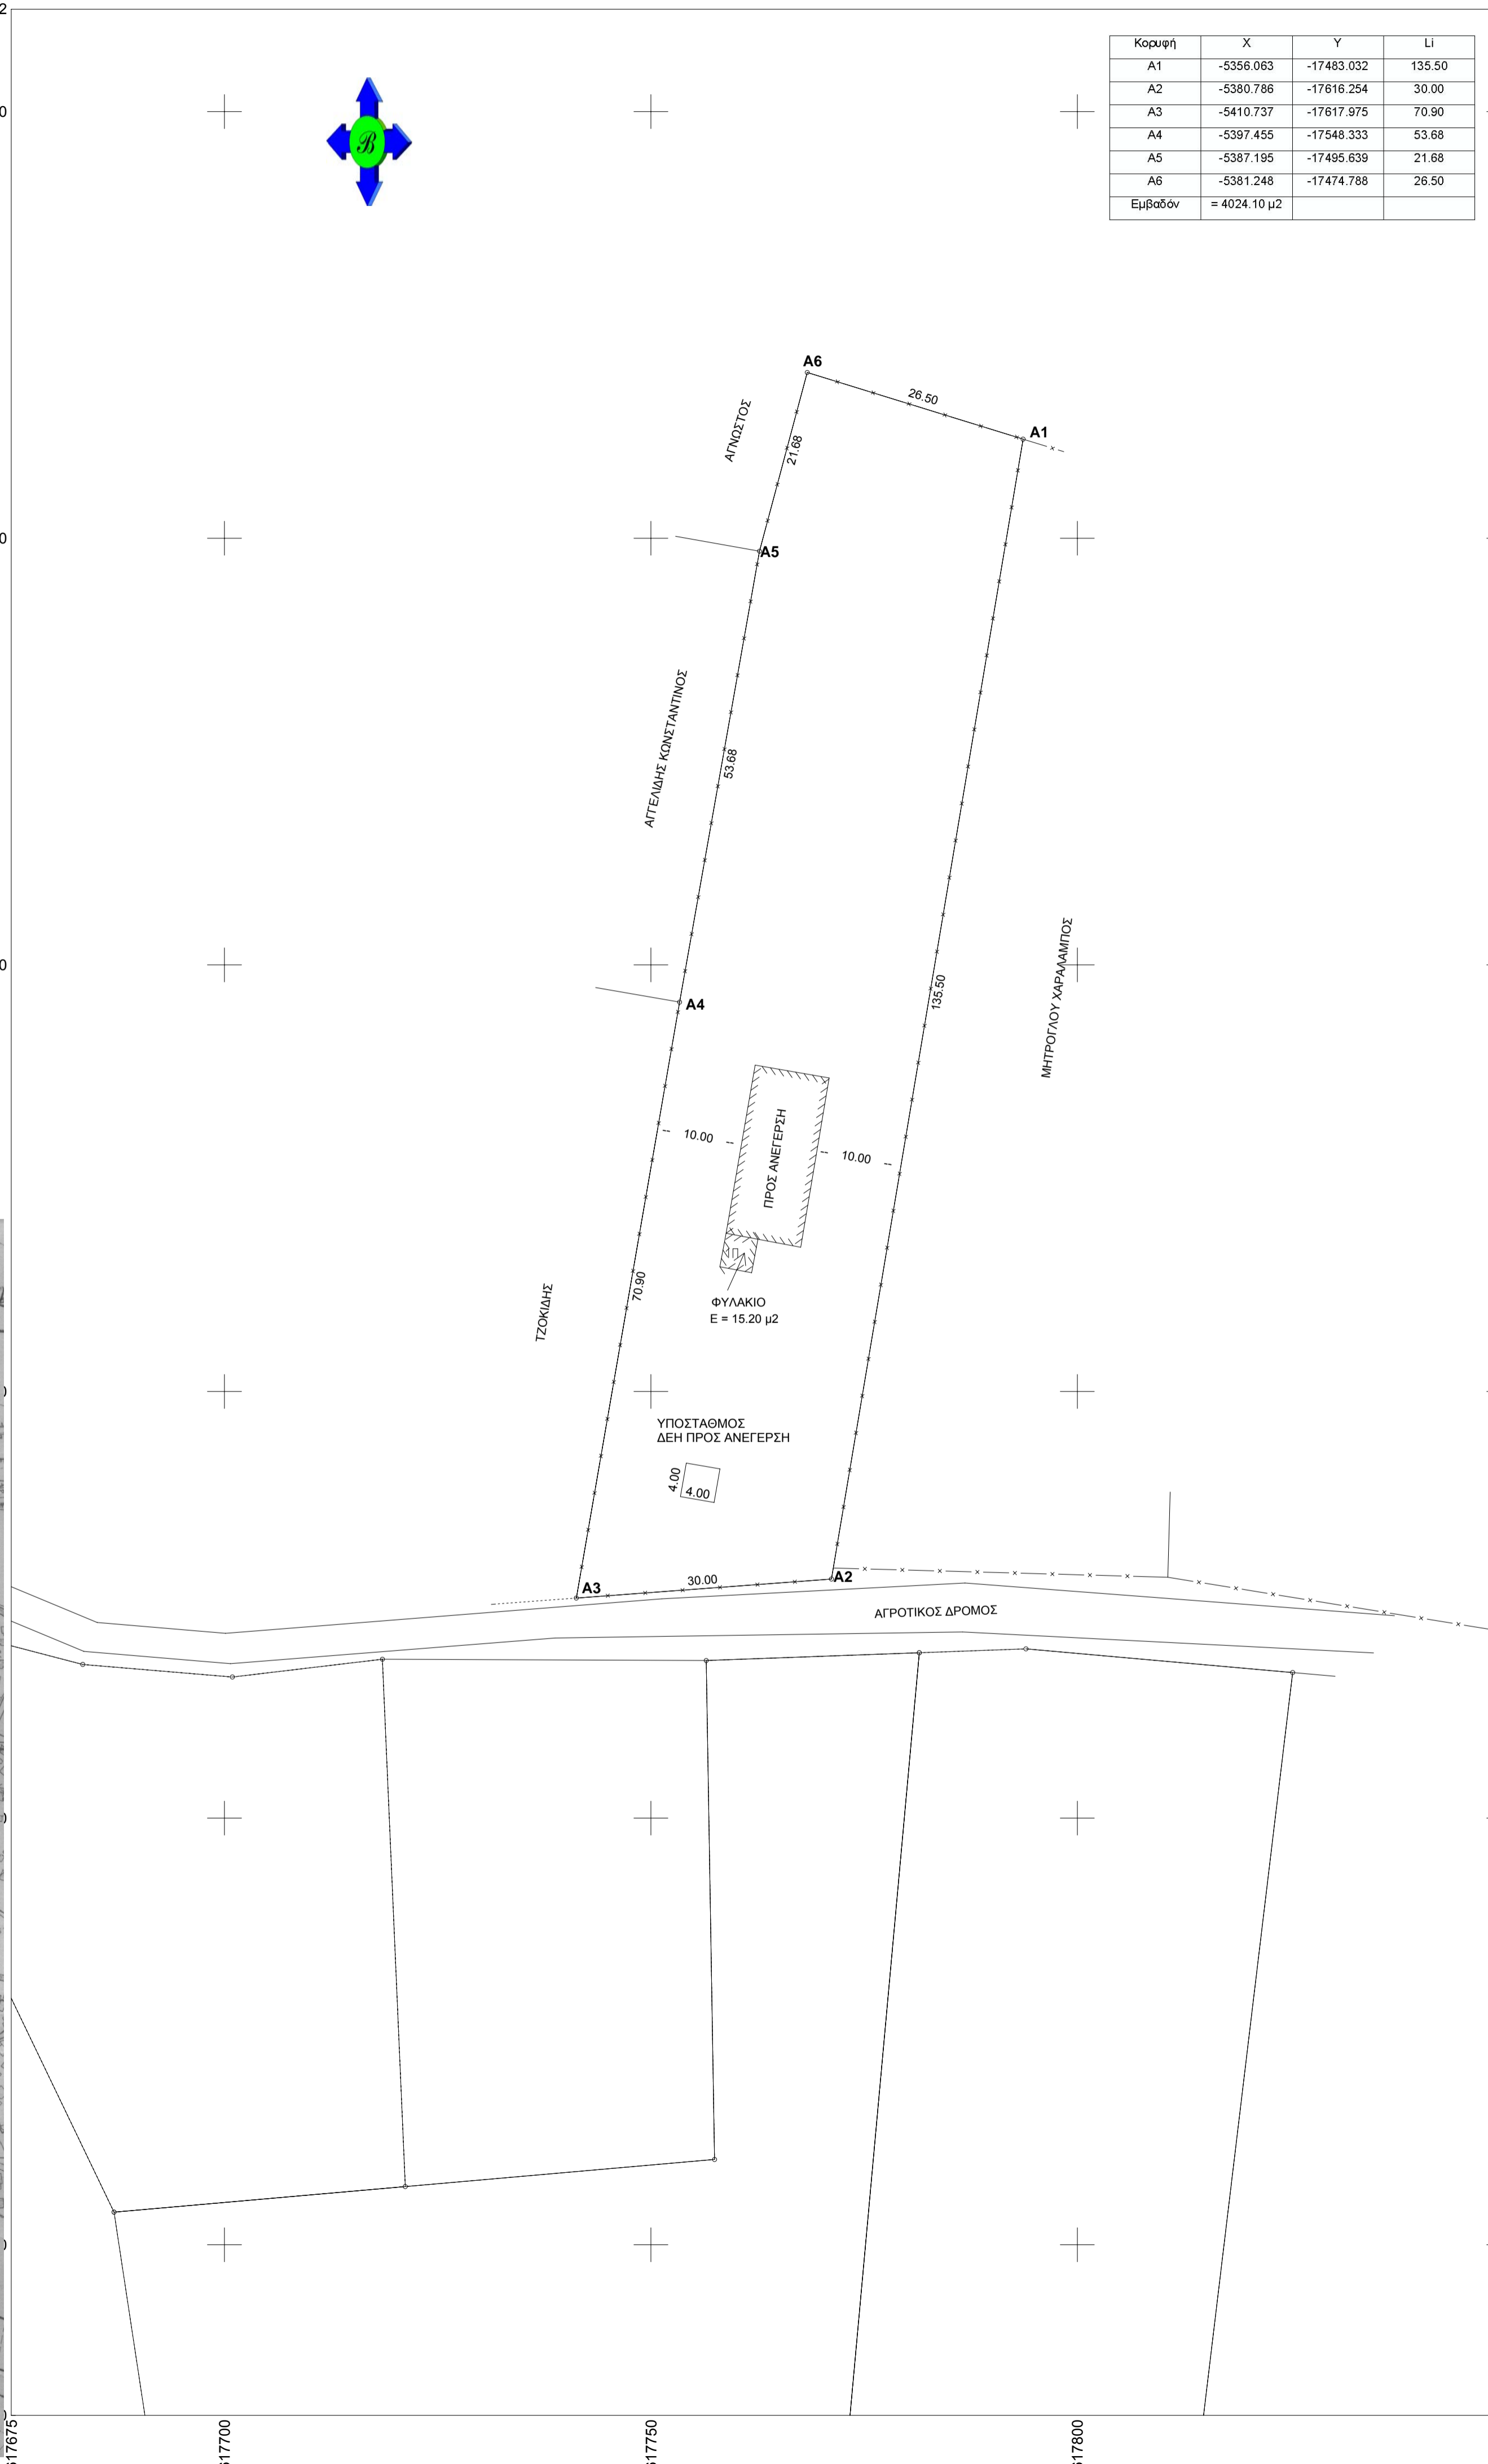 Κορυφή X Y Li
A1 -5356.063 -17483.032 135.50
A2 -5380.786 -17616.254 30.00
A3 -5410.737 -17617.975 70.90
A4 -5397.455 -17548.333 53.68
A5 -5387.195 -17495.639 21.68
A6 -5381.248 -17474.788 26.50
Εμβαδόν = 4024.10 μ2
B
A6
26.50
A1
ΑΓΝΩΣΤΟΣ
21.68
A5
ΑΓΓΕΛΙΔΗΣ ΚΩΝΣΤΑΝΤΙΝΟΣ
53.68
135.50
ΜΗΤΡΟΓΛΟΥ ΧΑΡΑΛΑΜΠΟΣ
A4
10.00
ΠΡΟΣ ΑΝΕΓΕΡΣΗ
10.00
Π
70.90
ΤΖΟΚΙΔΗΣ
ΦΥΛΑΚΙΟ
E = 15.20 μ2
ΥΠΟΣΤΑΘΜΟΣ
ΔΕΗ ΠΡΟΣ ΑΝΕΓΕΡΣΗ
4.00
4.00
A3
30.00
A2
ΑΓΡΟΤΙΚΟΣ ΔΡΟΜΟΣ
617675
617700
617750
617800